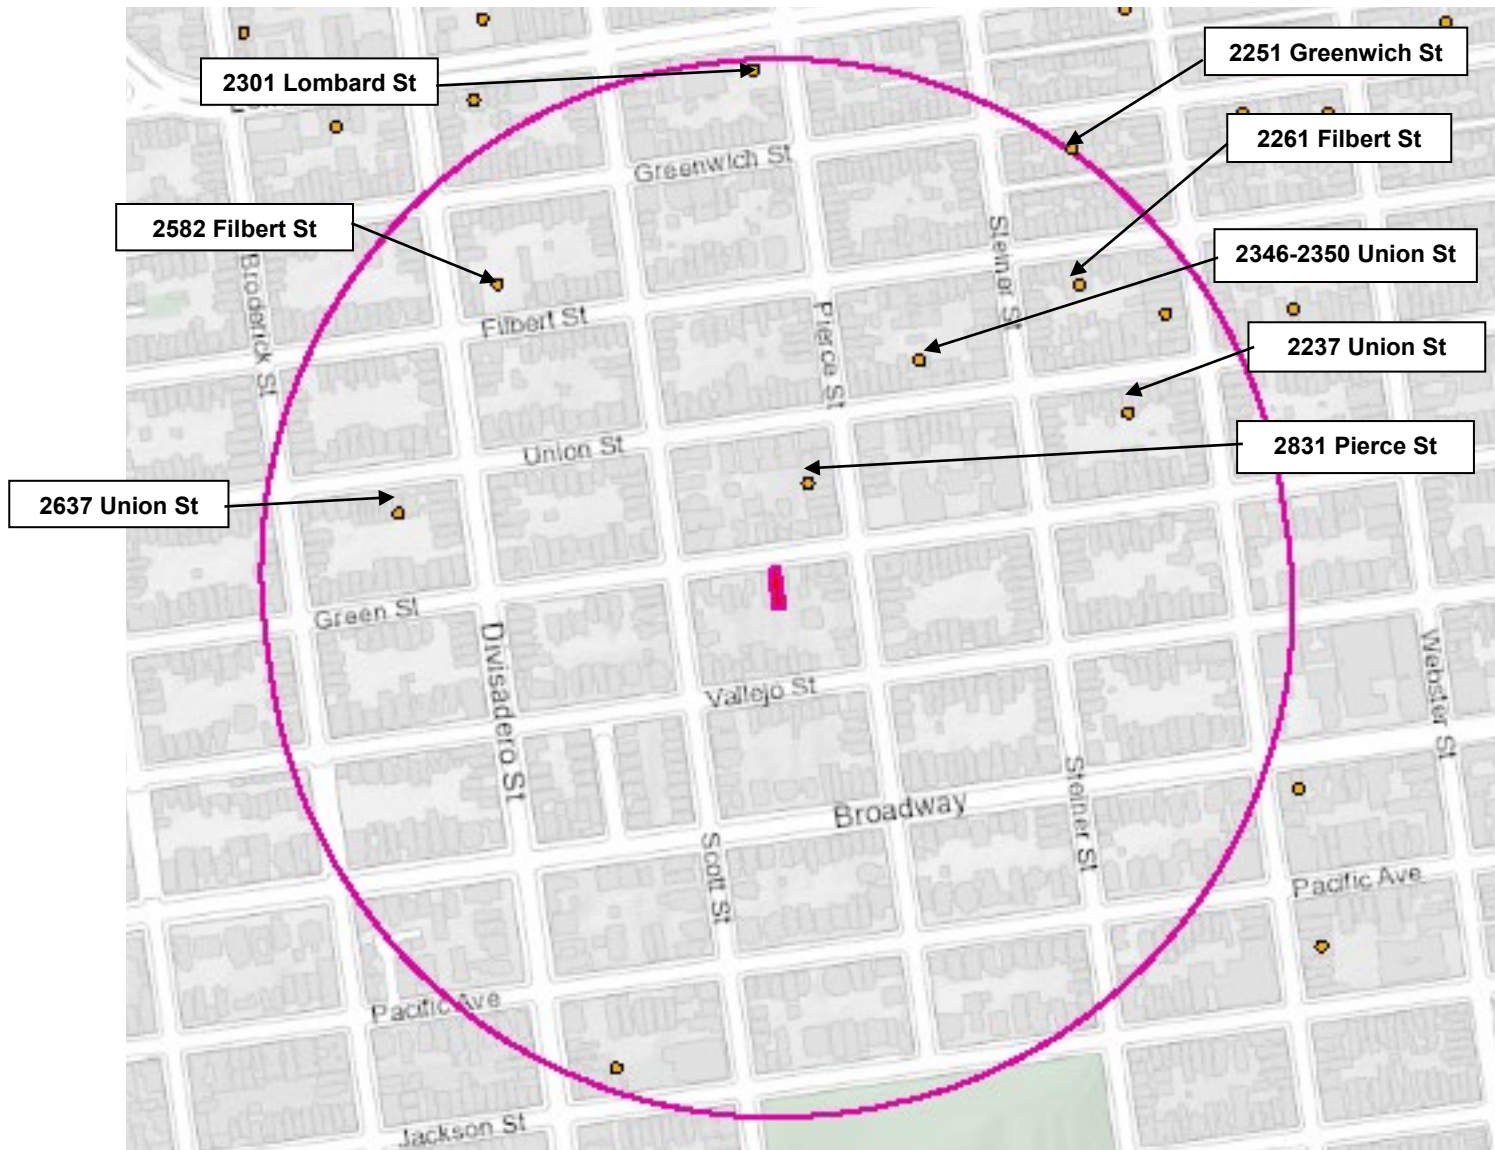 2251 Greenwich St
2301 Lombard St
2261 Filbert St
Greenwich St
2582 Filbert St
Steiner St
2346-2350 Union St
Broderick St
Filbert St
Pierce St
2237 Union St
2831 Pierce St
Union St
2637 Union St
Green St
Divisadero St
Vallejo St
Webster St
Steiner St
Broadway
Scott St
Pacific Ave
Pacific Ave
Jackson St